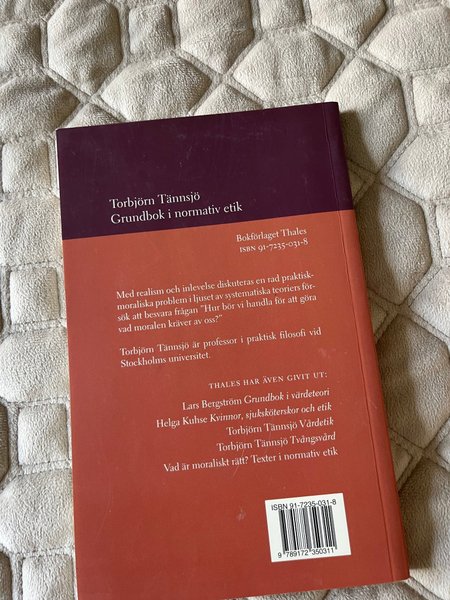 Torbjörn Tännsjö
Grundbok i normativ etik
Bokförlaget Thales
ISBN 91-7235-031-8
Med realism och inlevelse diskuteras en rad praktisk-
moraliska problem i ljuset av systematiska teoriers för-
sök att besvara frågan "Hur bör vi handla för att göra
vad moralen kräver av oss?"
Torbjörn Tännsjö är professor i praktisk filosofi vid
Stockholms universitet.
THALES HAR ÄVEN GIVIT UT:
Lars Bergström Grundbok i värdeteori
Helga Kuhse Kvinnor, sjuksköterskor och etik
Torbjörn Tännsjö Vårdetik
Torbjörn Tännsjö Tvångsvård
Vad är moraliskt rätt? Texter i normativ etik
ISBN 91-7235-031-8
9 789172 350311